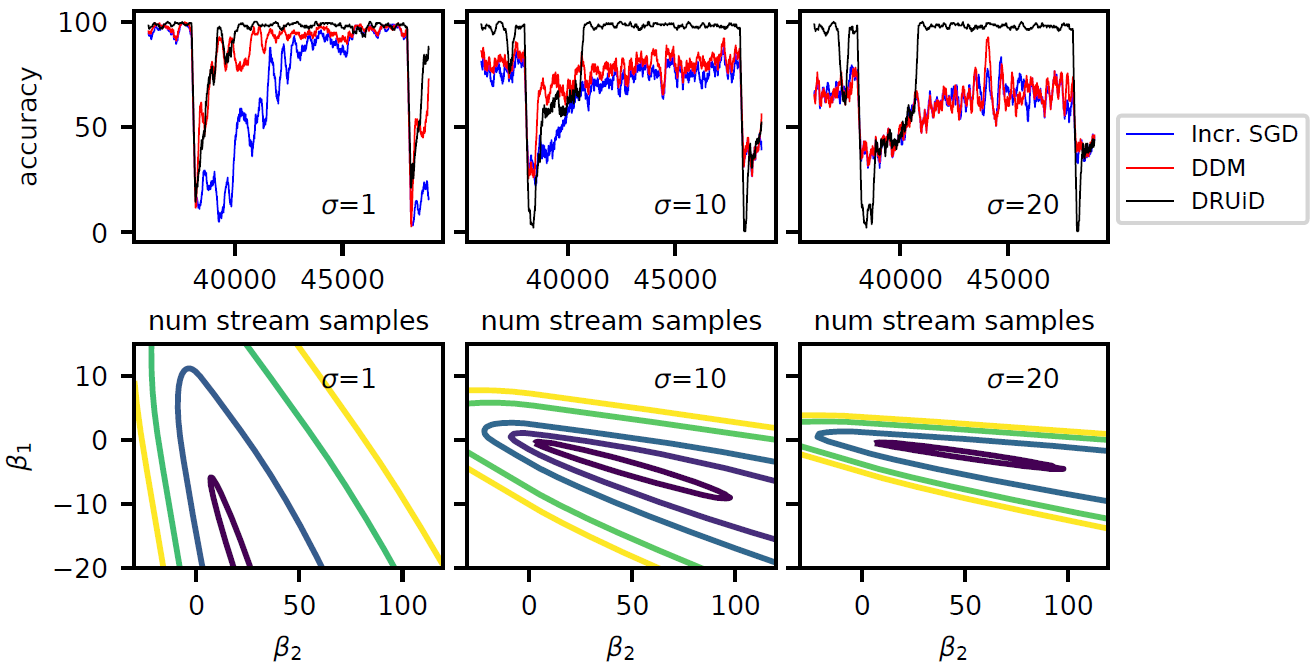 accuracy
100
50
0
σ=1
σ=10
σ=20
40000 45000
40000 45000
40000 45000
num stream samples
num stream samples
num stream samples
Incr. SGD
DDM
DRUiD
β1
10
0
−10
−20
σ=1
σ=10
σ=20
0 50 100
0 50 100
0 50 100
β2
β2
β2